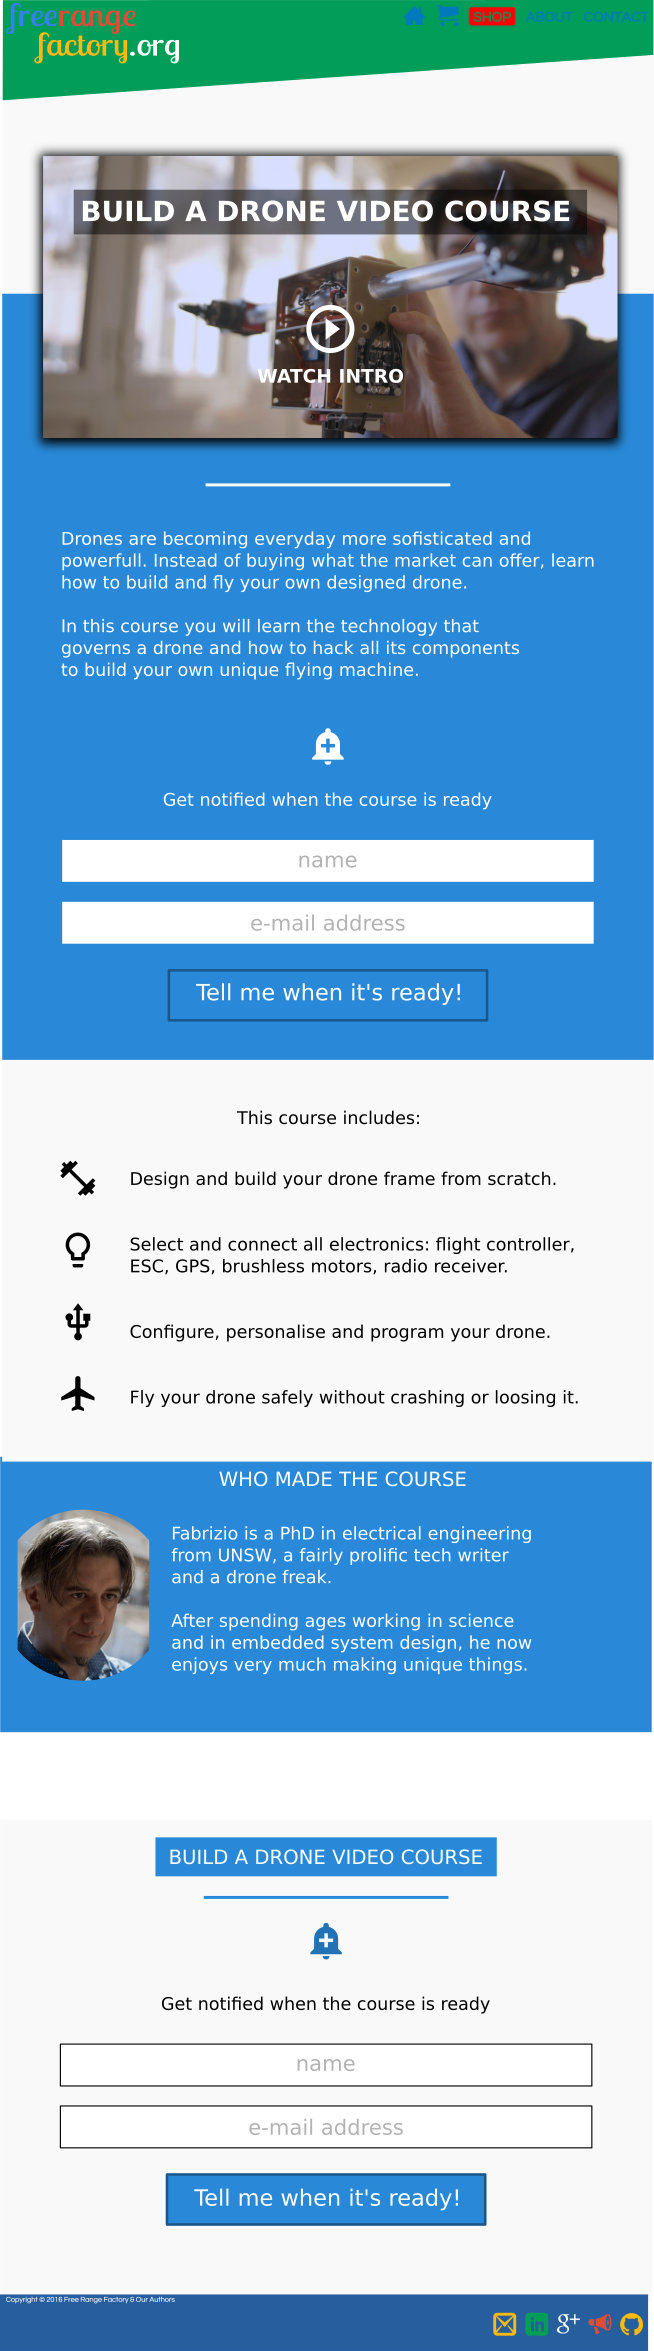 freerange
factory.org
SHOP ABOUT CONTACT
BUILD A DRONE VIDEO COURSE
WATCH INTRO
Drones are becoming everyday more sofisticated and
powerfull. Instead of buying what the market can offer, learn
how to build and fly your own designed drone.
In this course you will learn the technology that
governs a drone and how to hack all its components
to build your own unique flying machine.
Get notified when the course is ready
name
e-mail address
Tell me when it's ready!
This course includes:
Design and build your drone frame from scratch.
Select and connect all electronics: flight controller,
ESC, GPS, brushless motors, radio receiver.
Configure, personalise and program your drone.
Fly your drone safely without crashing or loosing it.
WHO MADE THE COURSE
Fabrizio is a PhD in electrical engineering
from UNSW, a fairly prolific tech writer
and a drone freak.
After spending ages working in science
and in embedded system design, he now
enjoys very much making unique things.
BUILD A DRONE VIDEO COURSE
Get notified when the course is ready
name
e-mail address
Tell me when it's ready!
Copyright © 2016 Free Range Factory & Our Authors
in g+